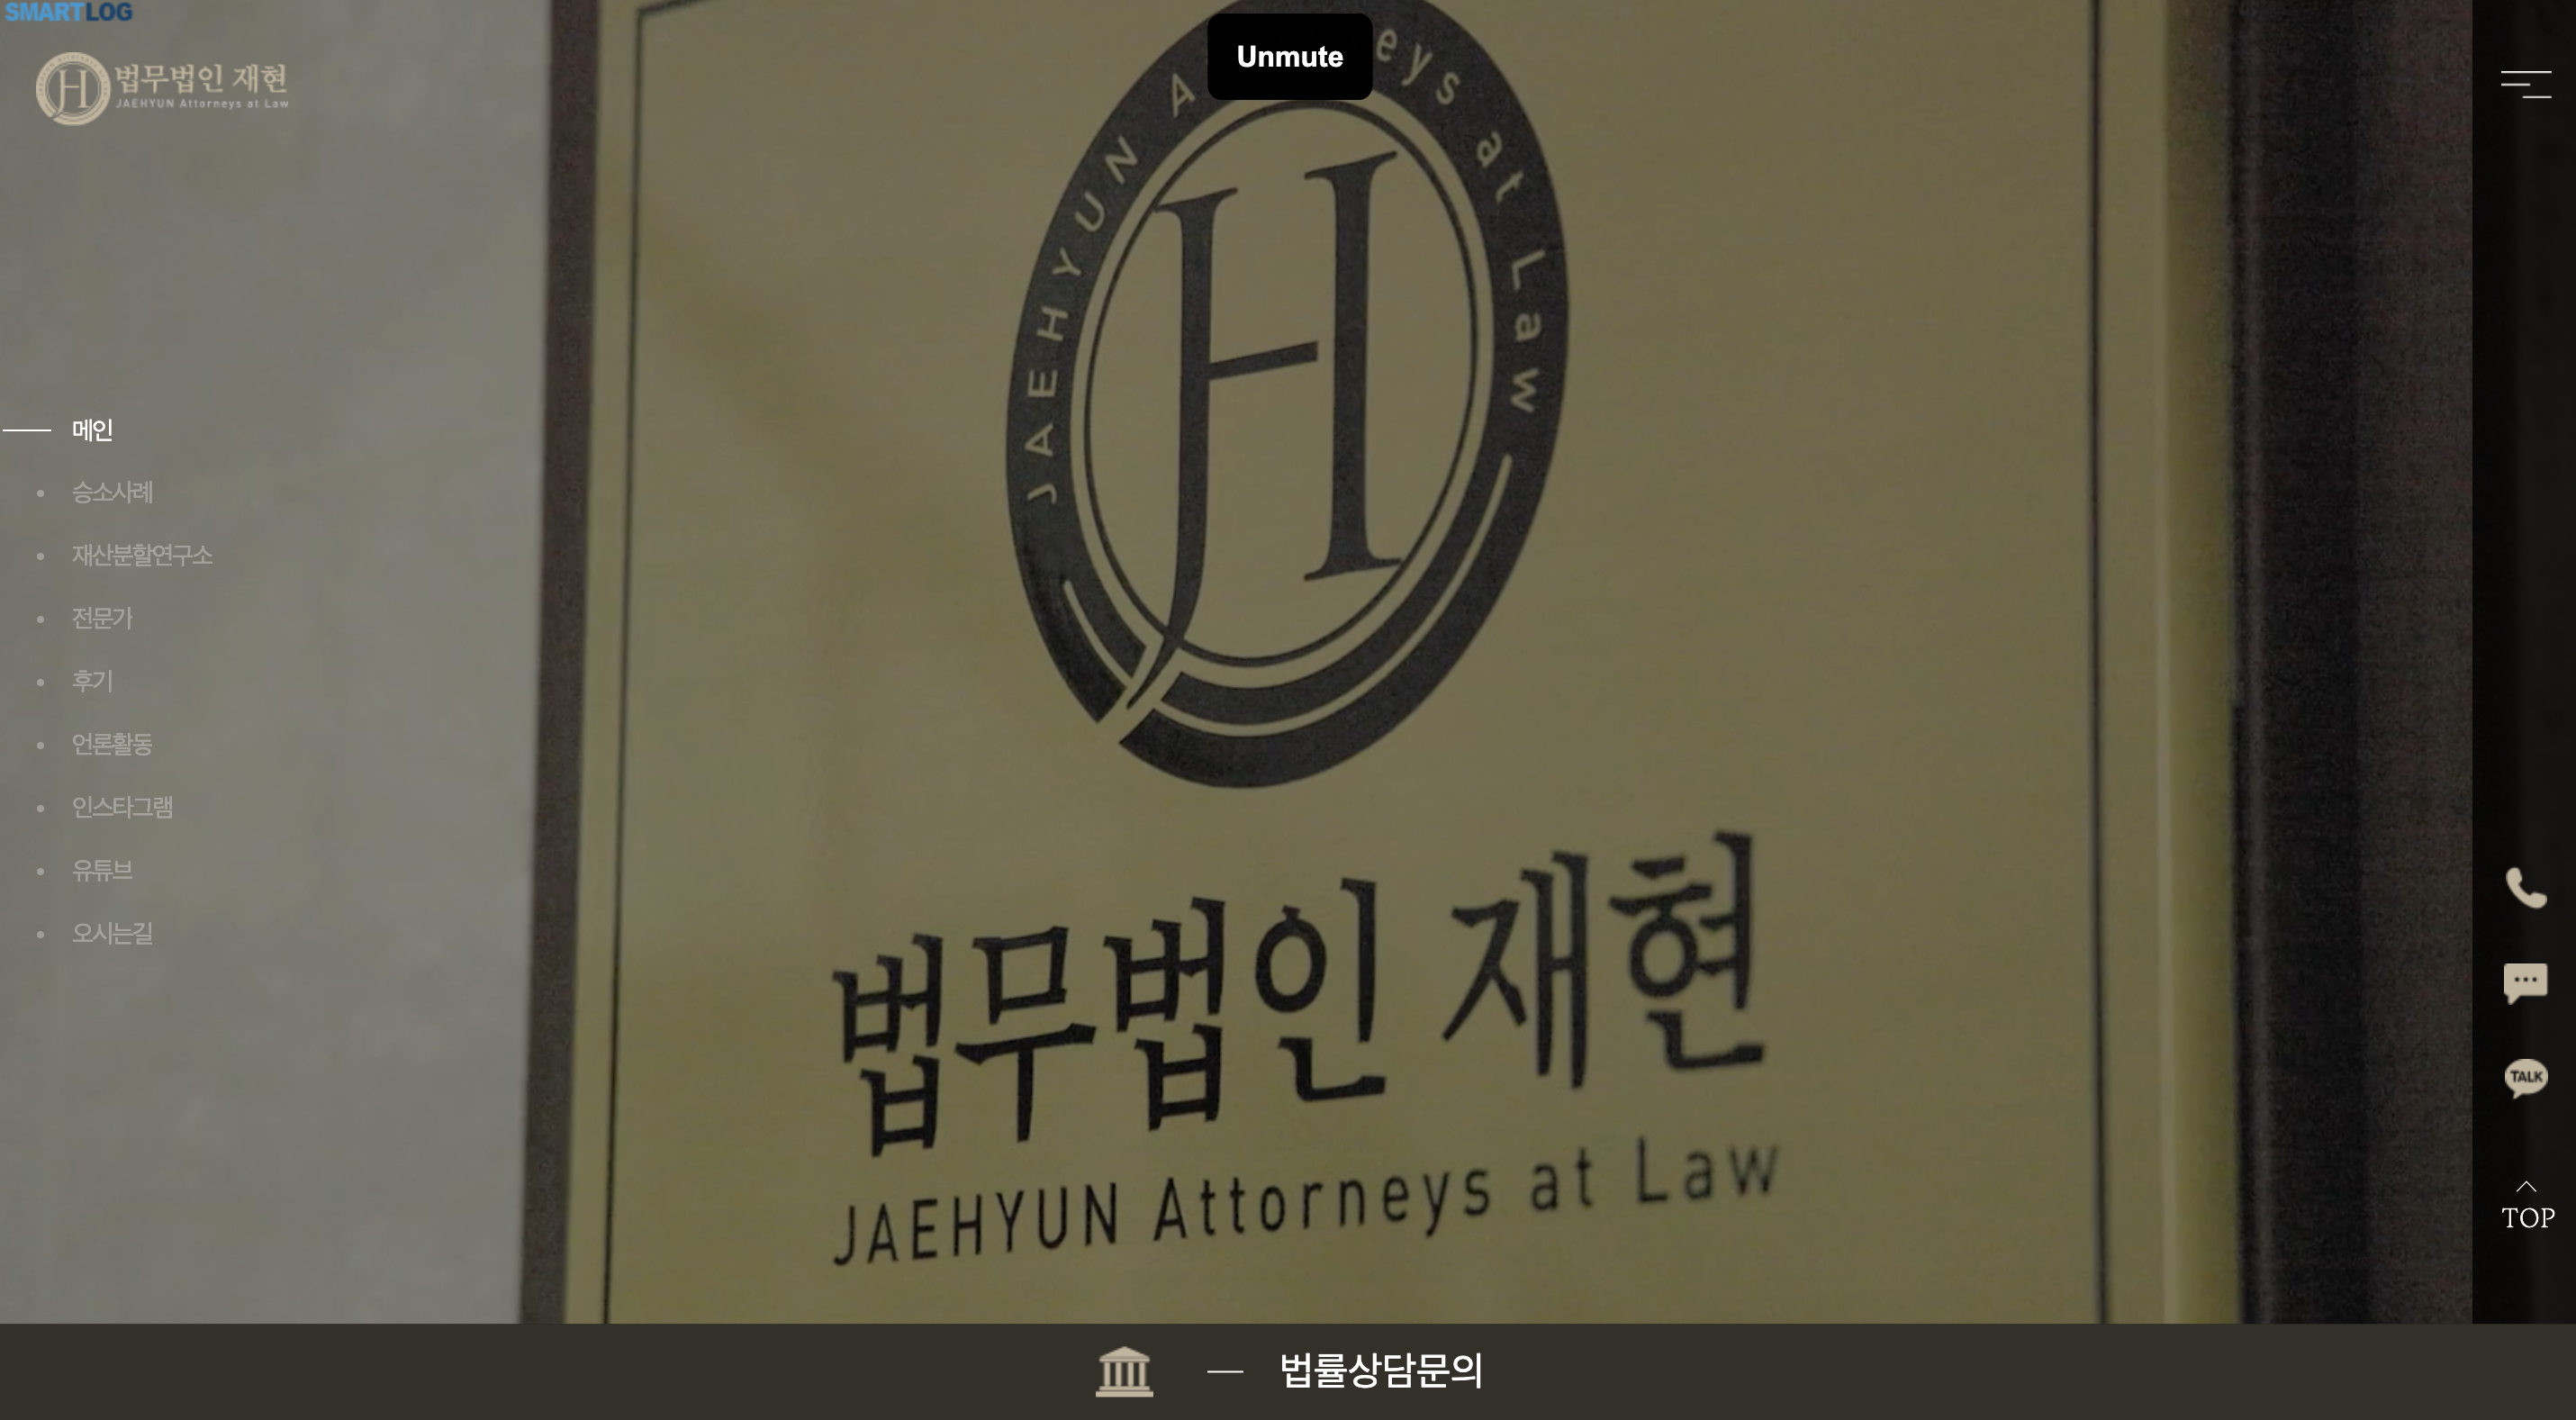 SMARTLOG
법무법인 재현
JAEHYUN Attorneys at Law
Unmute
메인
승소사례
재산분할연구소
전문가
후기
언론활동
인스타그램
유튜브
오시는길
JAEHYUN A eys at Law
JH
법무법인 재현
JAEHYUN Attorneys at Law
TALK
TOP
법률상담문의